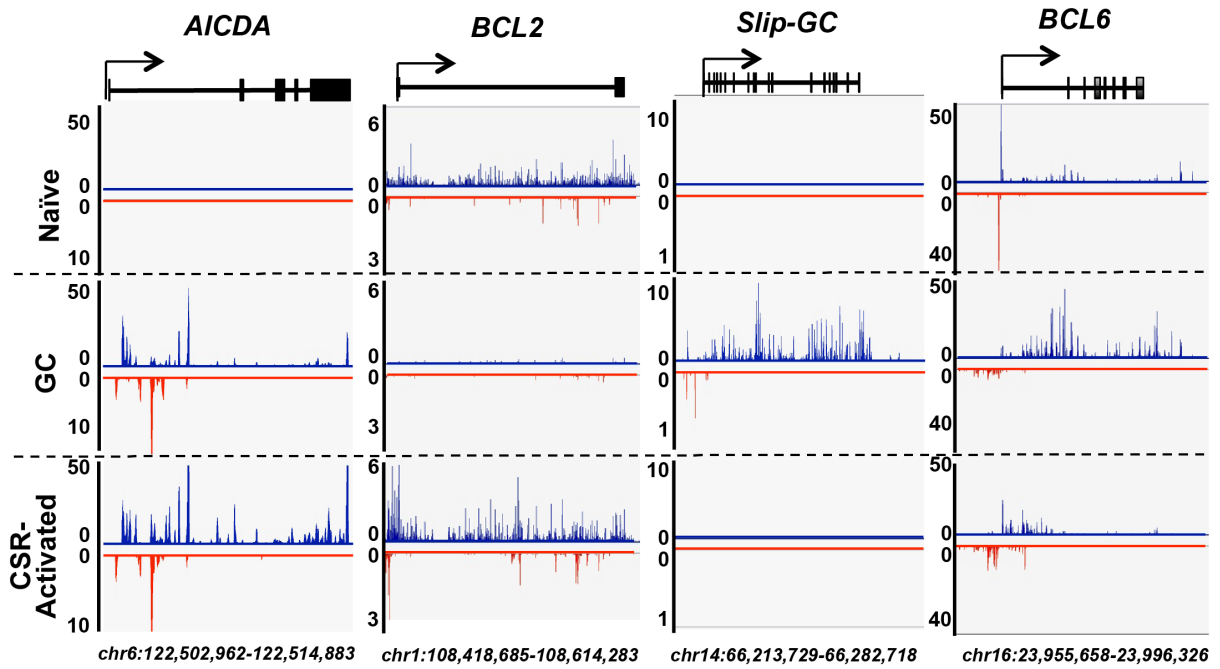 AICDA BCL2 Slip-GC BCL6
Naïve
50 6 10 50
0 0 0 0
0 0 0 0
10 3 1 40
GC
50 6 10 50
0 0 0 0
0 0 0 0
10 3 1 40
CSR-
Activated
50 6 10 50
0 0 0 0
0 0 0 0
10 3 1 40
chr6:122,502,962-122,514,883 chr1:108,418,685-108,614,283 chr14:66,213,729-66,282,718 chr16:23,955,658-23,996,326